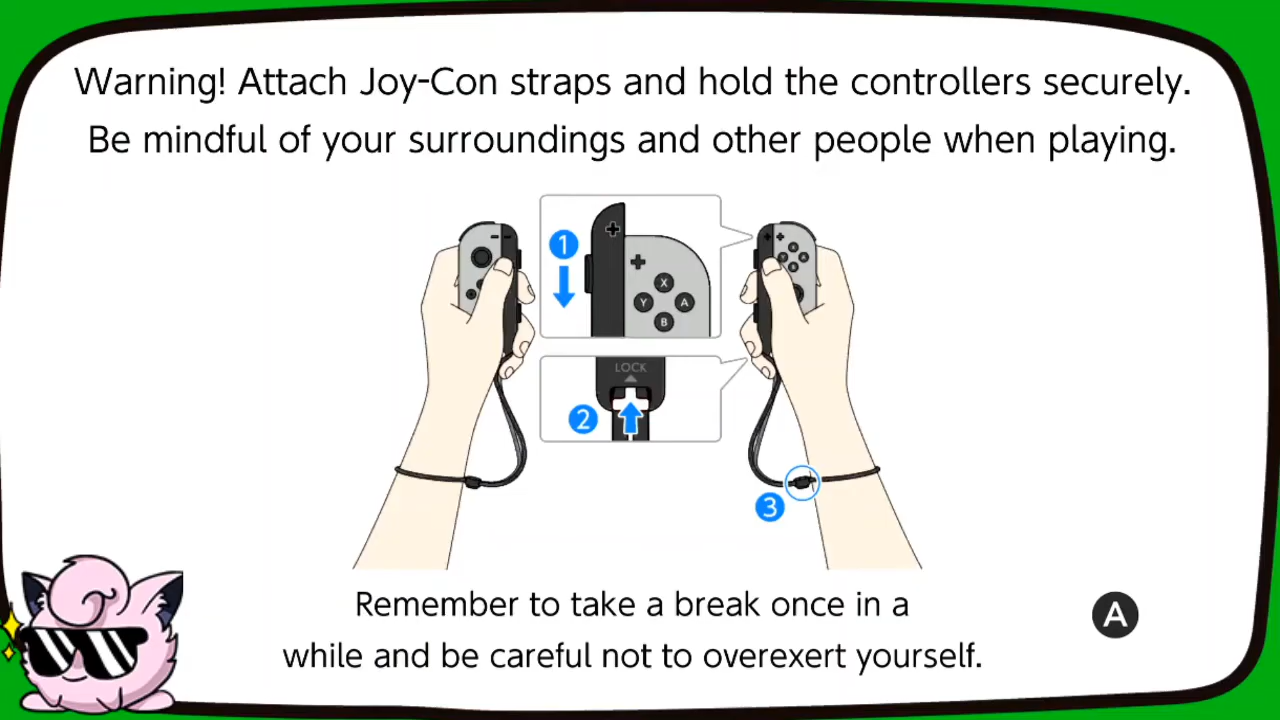 Warning! Attach Joy-Con straps and hold the controllers securely.
Be mindful of your surroundings and other people when playing.
1
X
Y A
B
LOCK
2
3
Remember to take a break once in a
while and be careful not to overexert yourself.
A